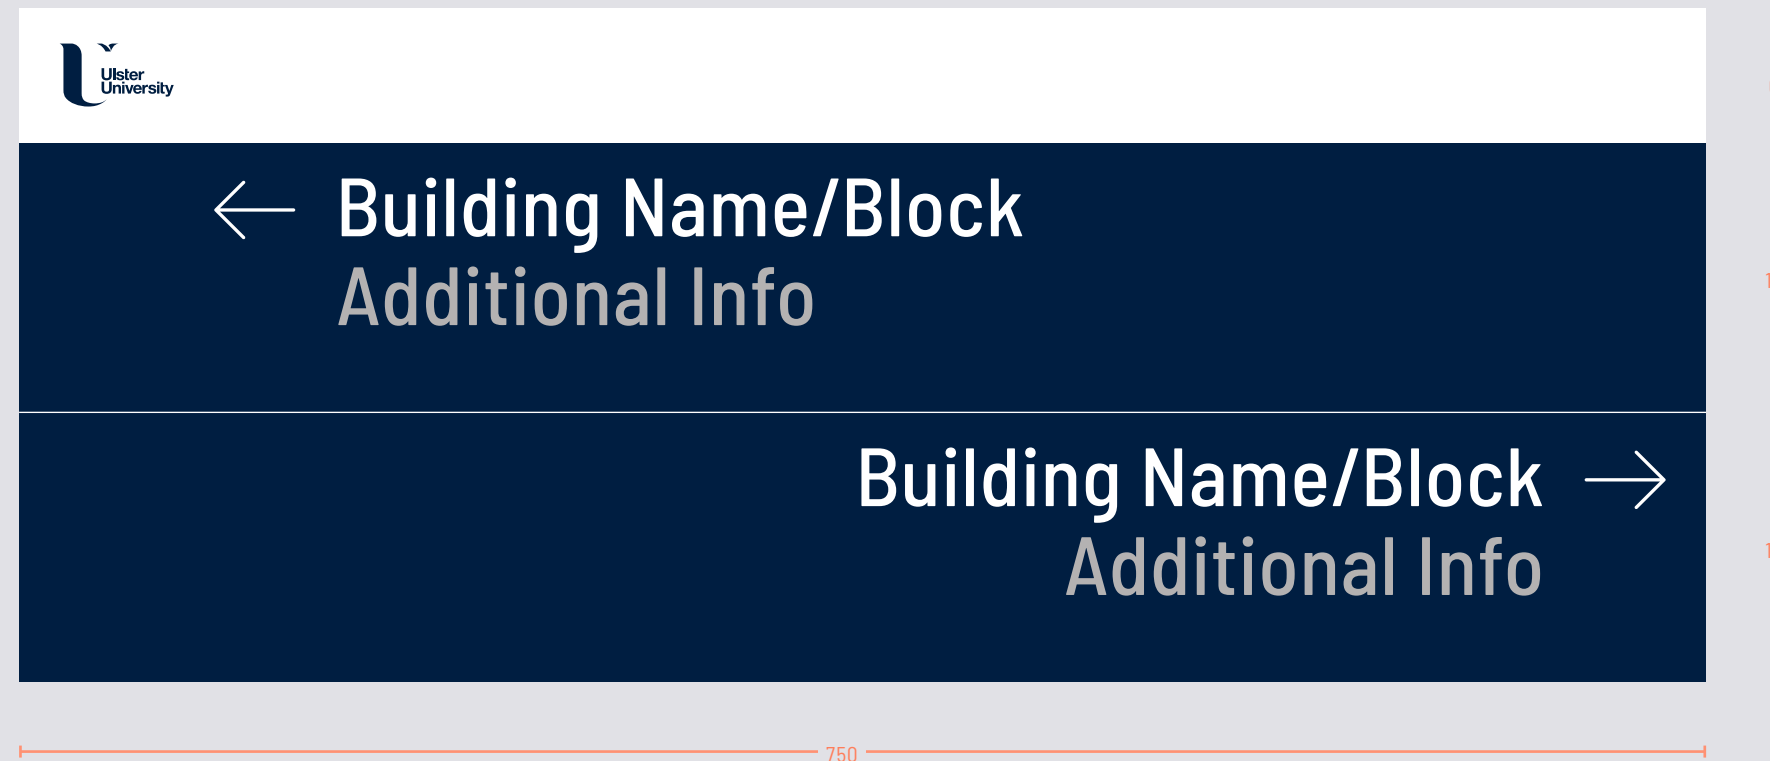 Ulster
University
Building Name/Block
Additional Info
Building Name/Block
Additional Info
750